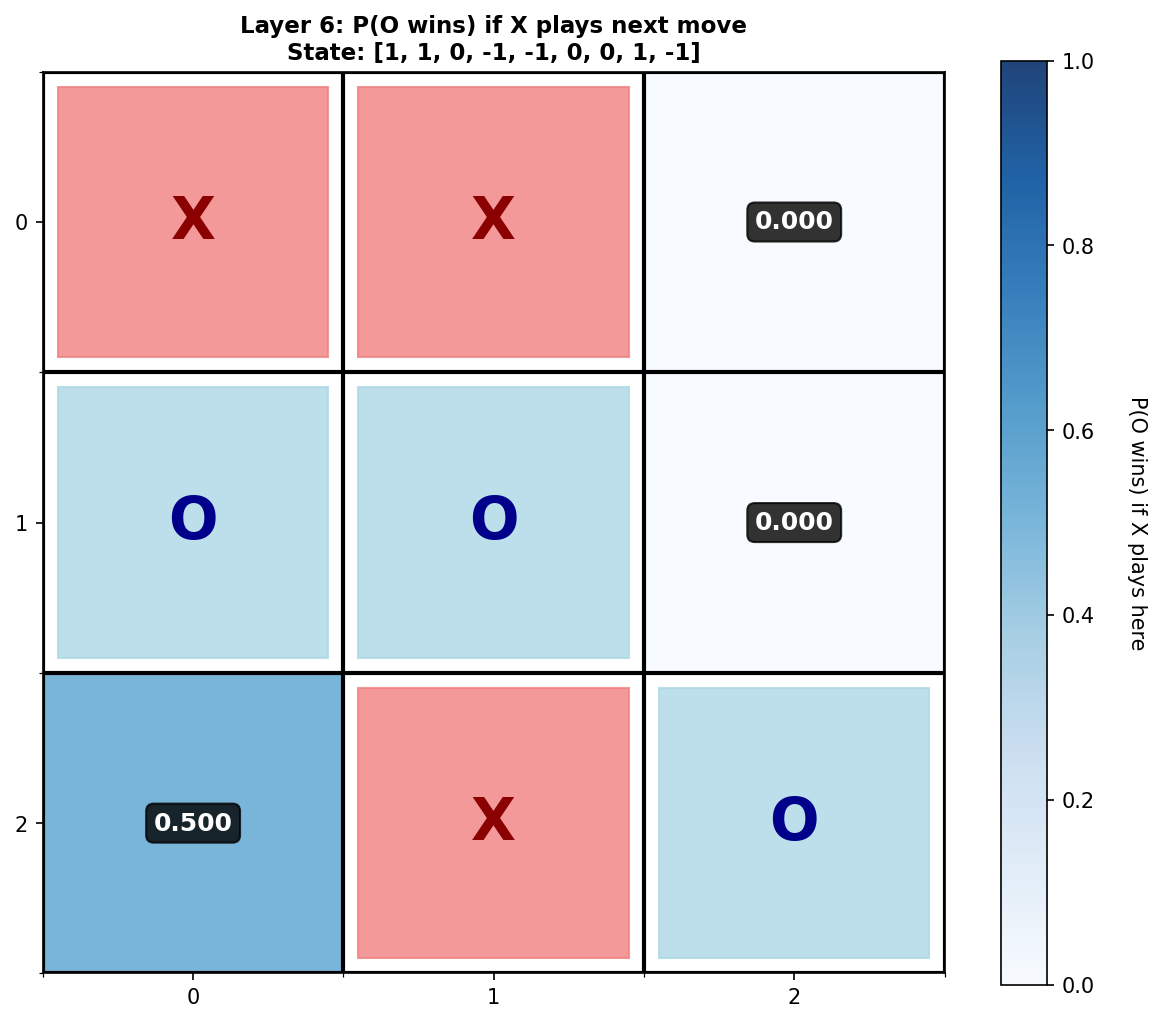 Layer 6: P(O wins) if X plays next move
State: [1, 1, 0, -1, -1, 0, 0, 1, -1]
0
X
X
0.000
1
O
O
0.000
2
0.500
X
O
0
1
2
1.0
0.8
0.6
0.4
0.2
0.0
P(O wins) if X plays here